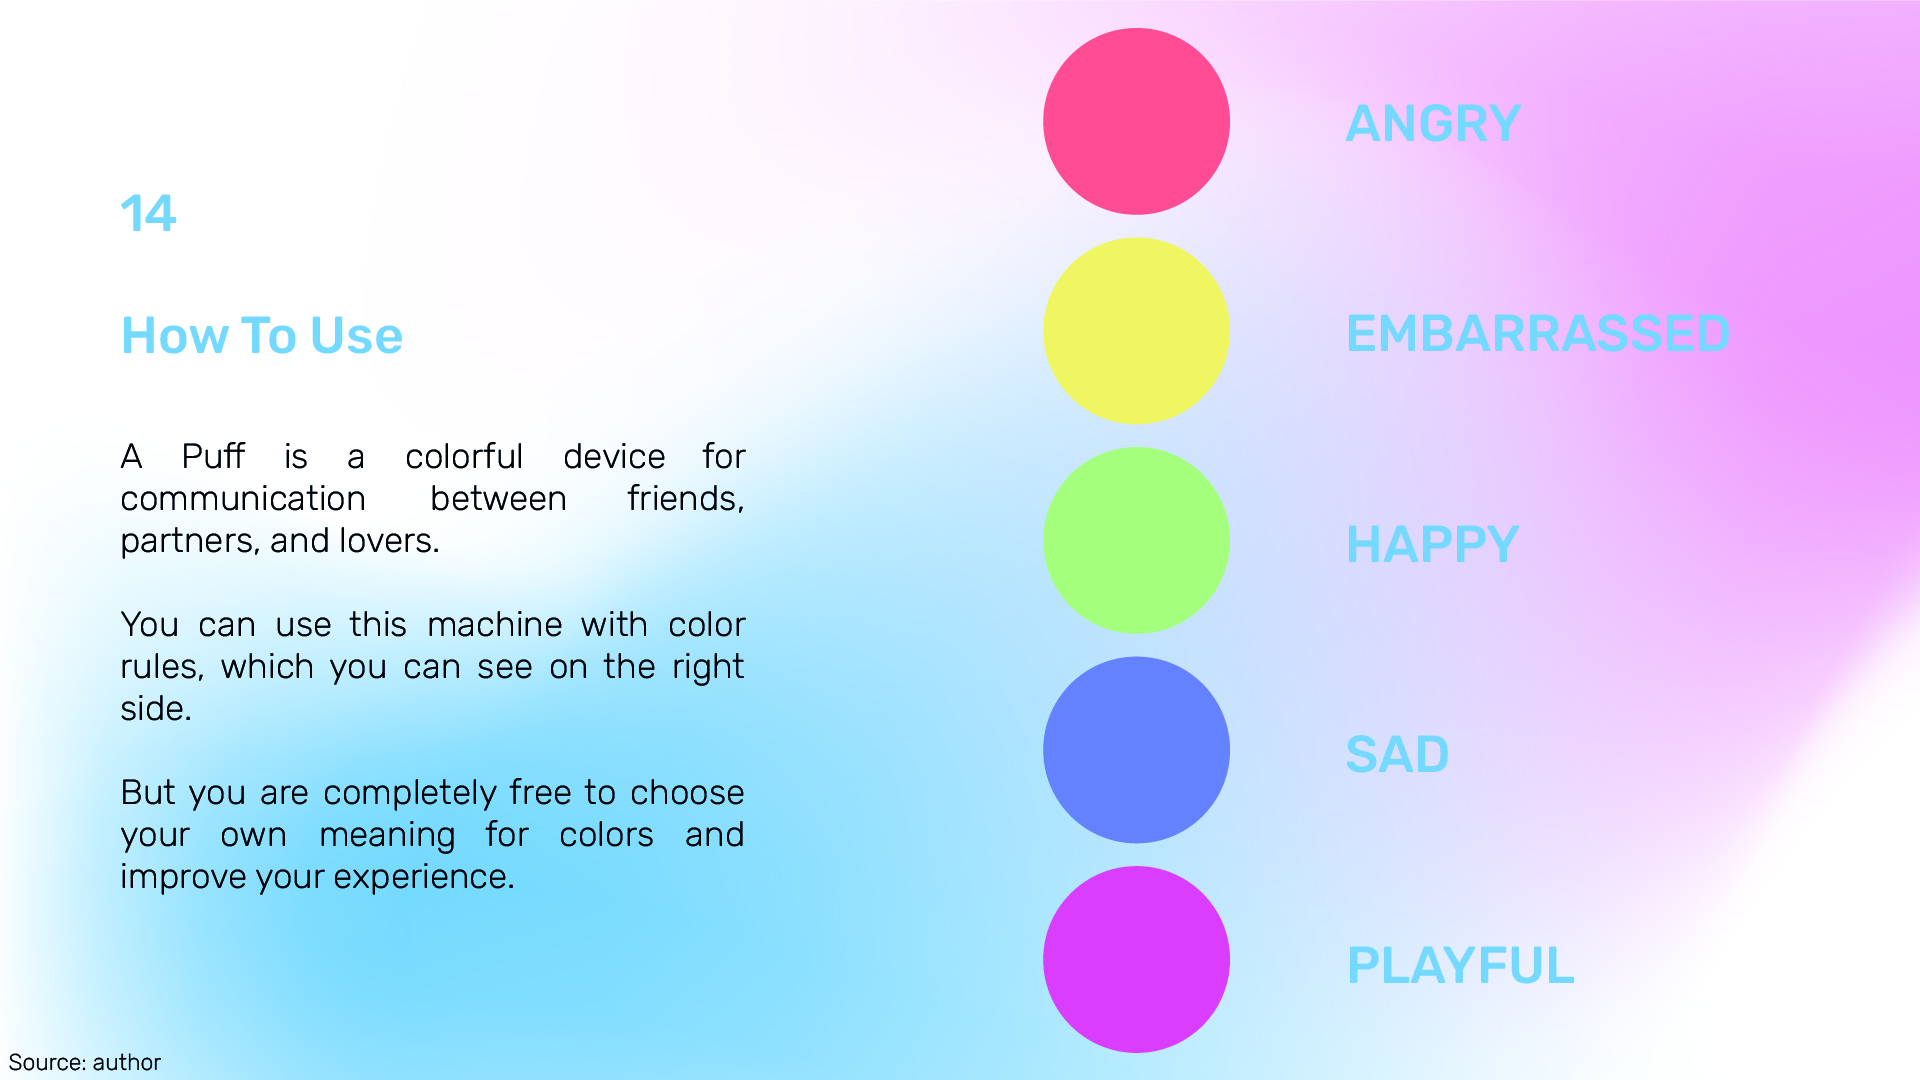 14
How To Use
A Puff is a colorful device for
communication between friends,
partners, and lovers.
You can use this machine with color
rules, which you can see on the right
side.
But you are completely free to choose
your own meaning for colors and
improve your experience.
ANGRY
EMBARRASSED
HAPPY
SAD
PLAYFUL
Source: author